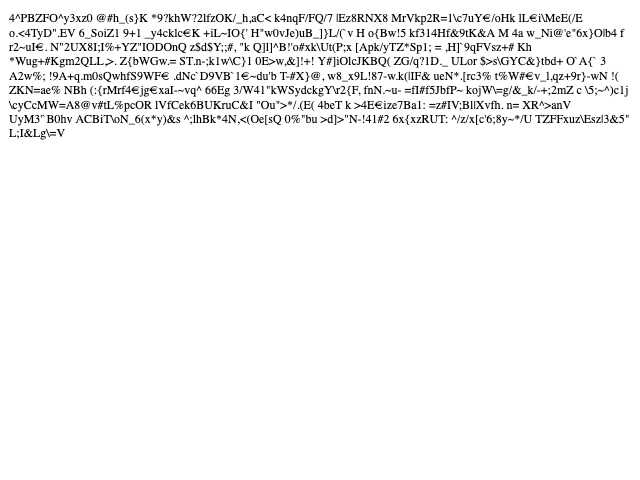 4^PBZFO^y3xz0 @#h_(s}K *9?khW?2lfzOK/_h,aC< k4nqF/FQ/7 |Ez8RNX8 MrVkp2R=1\c7uY€/oHk lL€i\MeE(/E
o.<4TyD".EV 6_SoiZ1 9+1 _y4cklc€K +iL~IO{' H"w0vJe)uB_]}L/(`v H o{Bw!5 kf314Hf&9tK&A M 4a w_Ni@'e"6x}O|b4 f
r2~uI€. N"2UX8I;I%+YZ"IODOnQ z$d$Y;;#, "k Q]l]^B!'o#xk\Ut(P;x [Apk/yTZ*Sp1; = ,H]`9qFVsz+# Kh
*Wug+#Kgm2QLL,>. Z{bWGw.= ST.n-;k1w\C}1 0E>w,&]!+! Y#]iOlcJKBQ( ZG/q?1D._ ULor $>s\GYC&}tbd+ O`A{` 3
A2w%; !9A+q.m0sQwhfS9WF€ .dNc`D9VB`1€~du'b T-#X}@, w8_x9L!87-w.k([lF& ueN*.[rc3% t%W#€v_1,qz+9r}-wN !(
ZKN=ae% NBh (:{rMrf4€jg€xaI-~vq^ 66Eg 3/W41"kWSydckgY\r2{F, fnN.~u- =fI#f5JbfP~ kojW\=g/&_k/-+;2mZ c \5;~^)c1j
\cyCcMW=A8@v#tL%pcOR lVfCek6BUKruC&I "Ou">*/.(E( 4beT k >4E€ize7Ba1: =z#IV;BllXvfh. n= XR^>anV
UyM3`B0hv ACBiT\oN_6(x*y)&s ^;lhBk*4N,<(Oe[sQ 0%"bu >d]>"N-!41#2 6x{xzRUT: ^/z/x[c'6;8y~*/U TZFFxuz\Esz|3&5"
L;I&Lg\=V